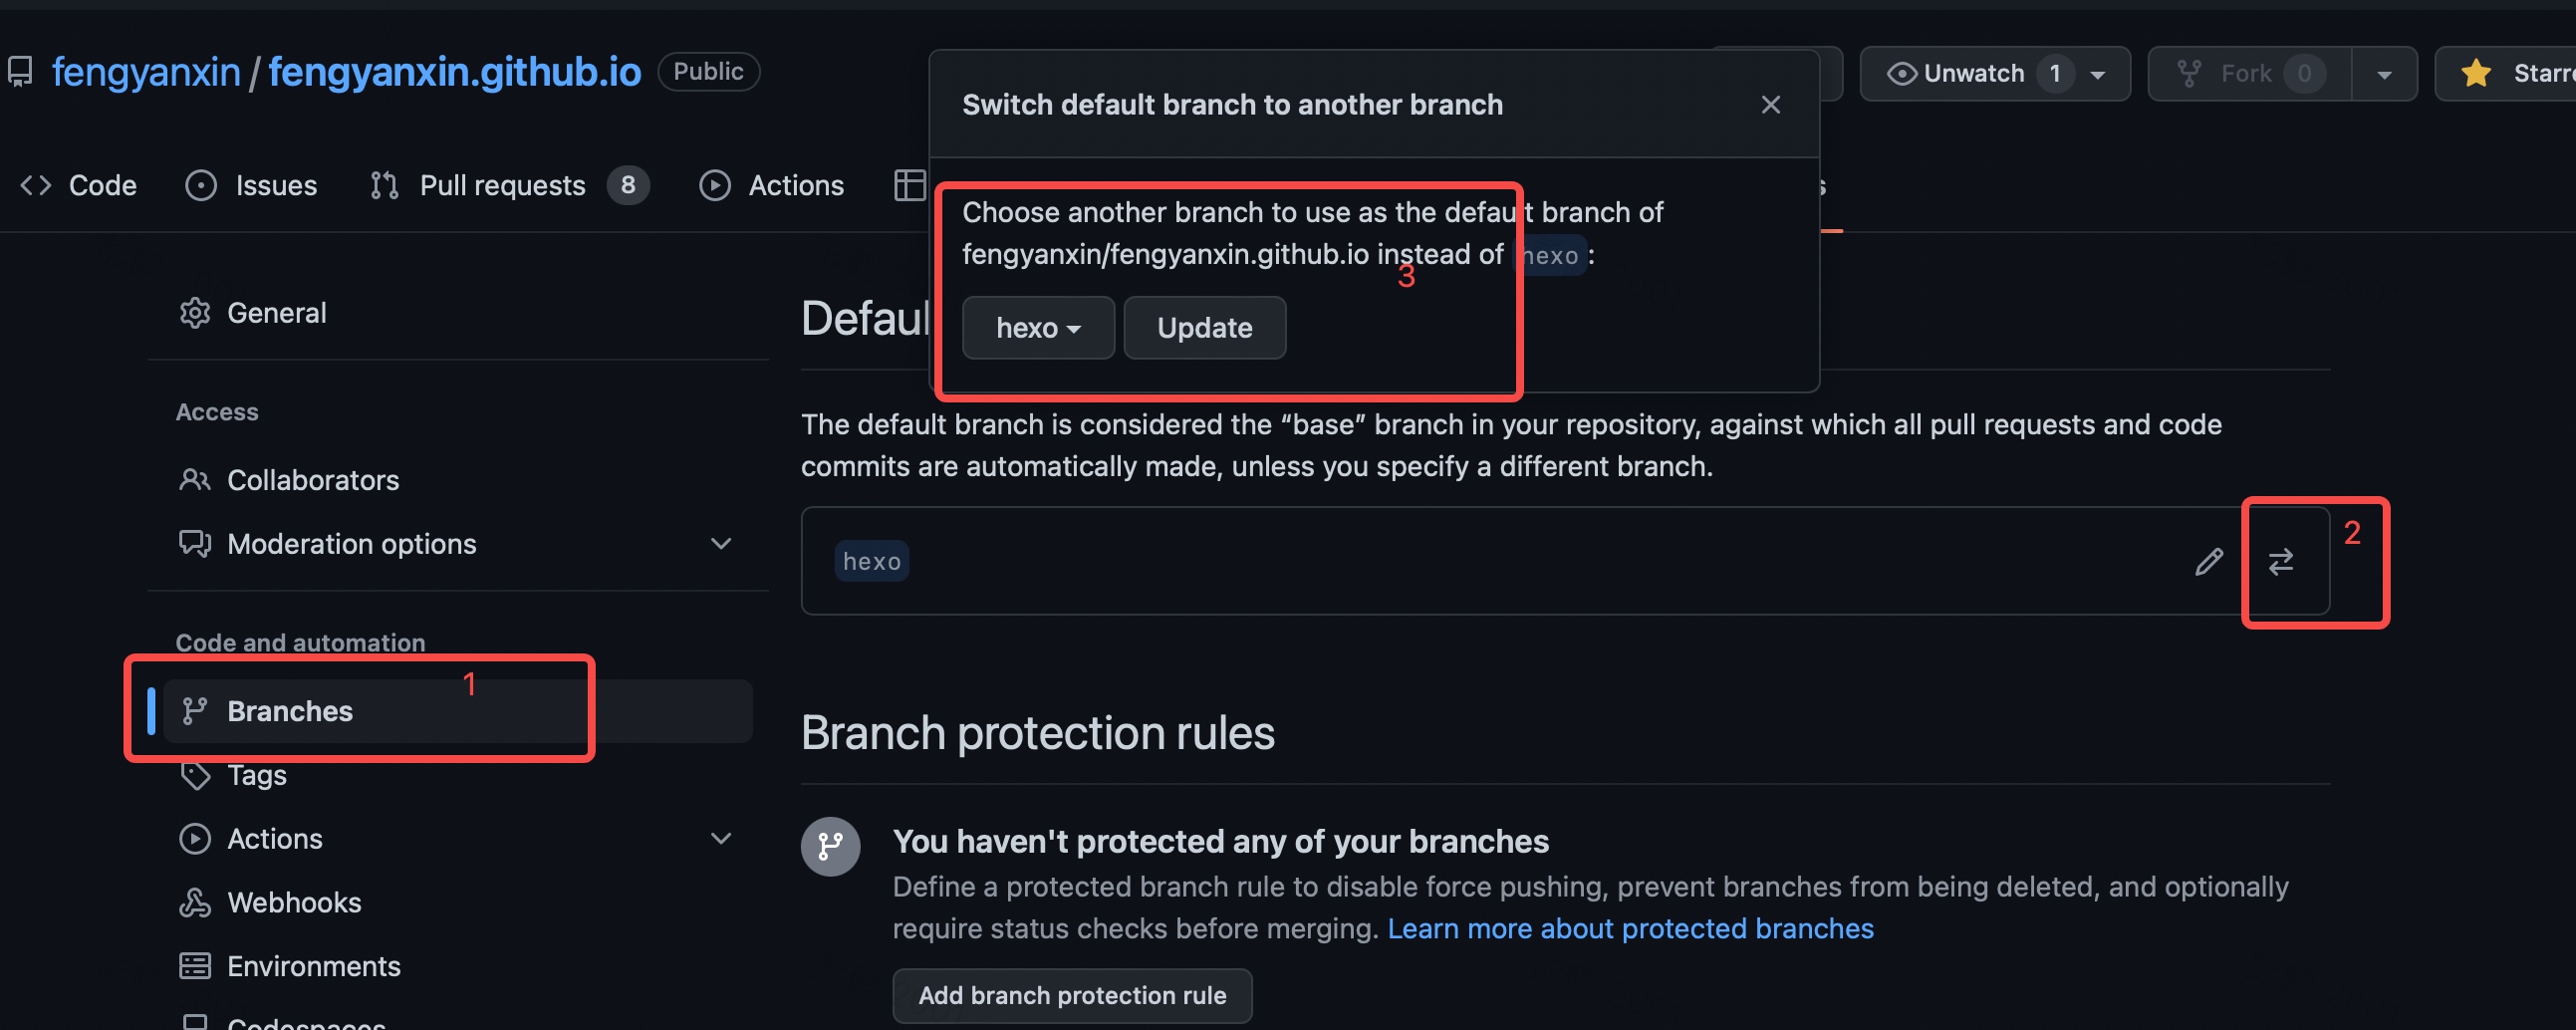 fengyanxin / fengyanxin.github.io Public
Unwatch 1
Fork 0
Code
Issues
Pull requests 8
Actions
Switch default branch to another branch
Choose another branch to use as the default branch of
fengyanxin/fengyanxin.github.io instead of hexo:
3
hexo
Update
General
Access
Collaborators
Moderation options
Code and automation
1
Branches
Tags
Actions
Webhooks
Environments
Codespaces
The default branch is considered the “base” branch in your repository, against which all pull requests and code
commits are automatically made, unless you specify a different branch.
hexo
2
Branch protection rules
You haven't protected any of your branches
Define a protected branch rule to disable force pushing, prevent branches from being deleted, and optionally
require status checks before merging. Learn more about protected branches
Add branch protection rule